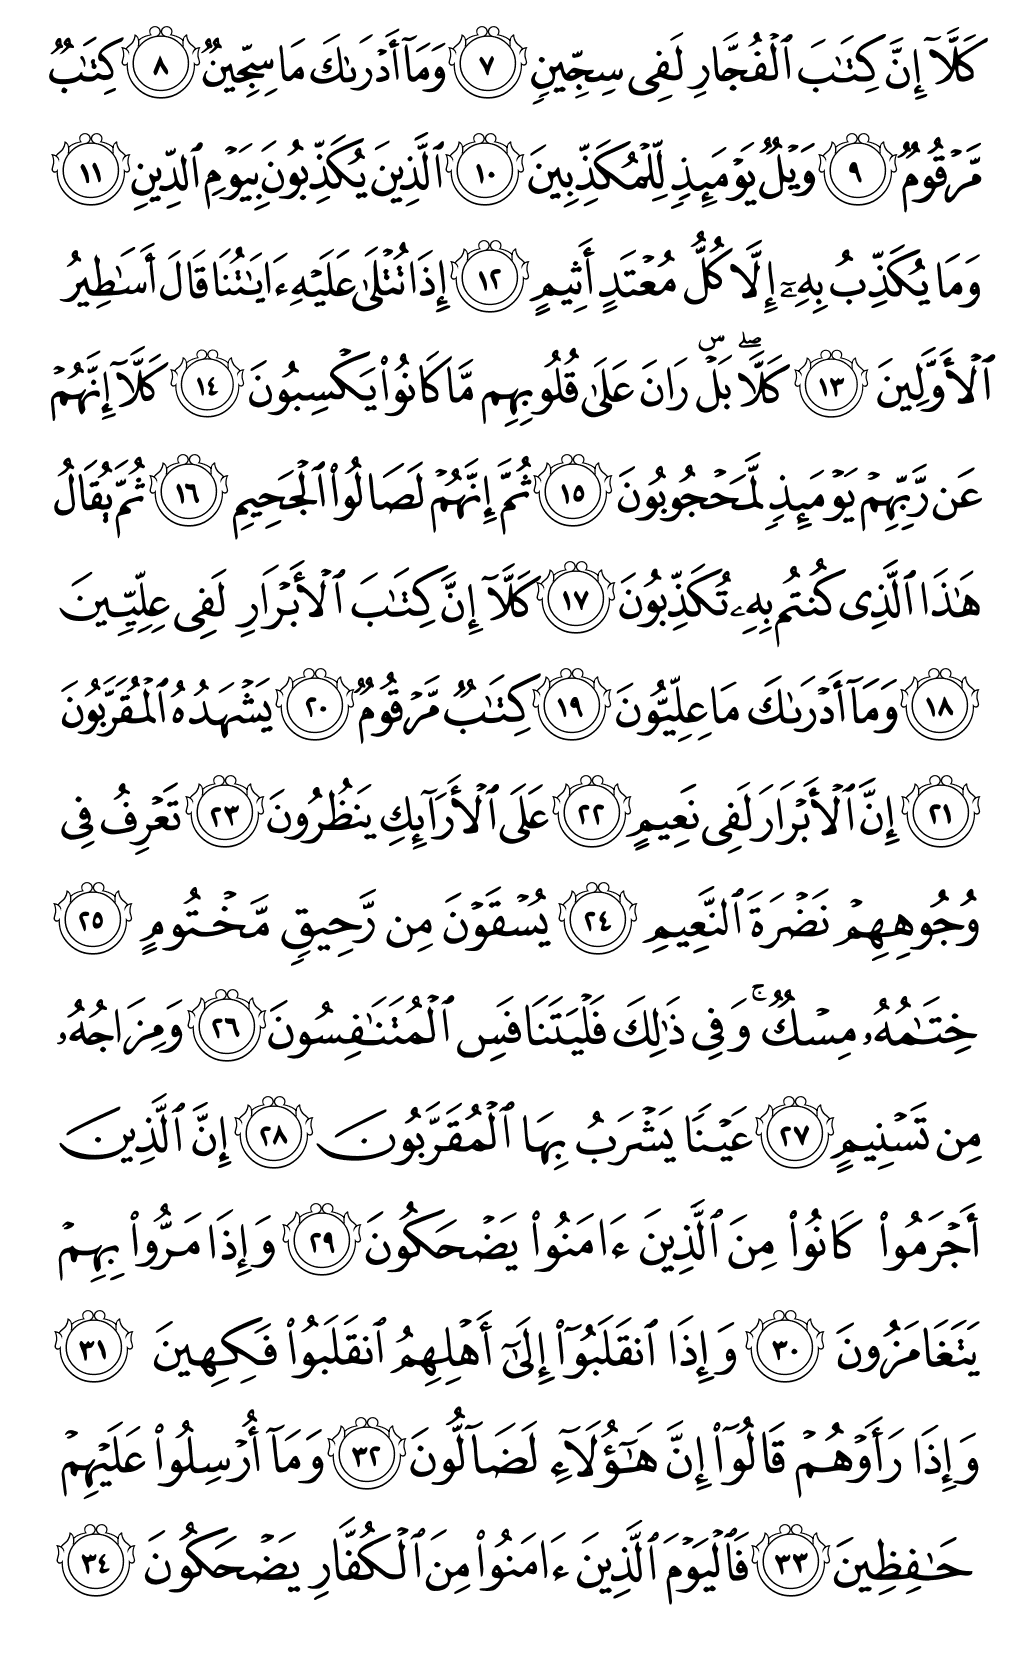 كَلَّآ إِنَّ كِتَٰبَ ٱلْفُجَّارِ لَفِى سِجِّينٍ ٧ وَمَآ أَدْرَىٰكَ مَا سِجِّينٌ ٨ كِتَٰبٌ
مَّرْقُومٌ ٩ وَيْلٌ يَوْمَئِذٍ لِّلْمُكَذِّبِينَ ١٠ ٱلَّذِينَ يُكَذِّبُونَ بِيَوْمِ ٱلدِّينِ ١١
وَمَا يُكَذِّبُ بِهِۦٓ إِلَّا كُلُّ مُعْتَدٍ أَثِيمٍ ١٢ إِذَا تُتْلَىٰ عَلَيْهِ ءَايَٰتُنَا قَالَ أَسَٰطِيرُ
ٱلْأَوَّلِينَ ١٣ كَلَّا ۖ بَلْ ۜ رَانَ عَلَىٰ قُلُوبِهِم مَّا كَانُوا۟ يَكْسِبُونَ ١٤ كَلَّآ إِنَّهُمْ
عَن رَّبِّهِمْ يَوْمَئِذٍ لَّمَحْجُوبُونَ ١٥ ثُمَّ إِنَّهُمْ لَصَالُوا۟ ٱلْجَحِيمِ ١٦ ثُمَّ يُقَالُ
هَٰذَا ٱلَّذِى كُنتُم بِهِۦ تُكَذِّبُونَ ١٧ كَلَّآ إِنَّ كِتَٰبَ ٱلْأَبْرَارِ لَفِى عِلِّيِّينَ
١٨ وَمَآ أَدْرَىٰكَ مَا عِلِّيُّونَ ١٩ كِتَٰبٌ مَّرْقُومٌ ٢٠ يَشْهَدُهُ ٱلْمُقَرَّبُونَ
٢١ إِنَّ ٱلْأَبْرَارَ لَفِى نَعِيمٍ ٢٢ عَلَى ٱلْأَرَآئِكِ يَنظُرُونَ ٢٣ تَعْرِفُ فِى
وُجُوهِهِمْ نَضْرَةَ ٱلنَّعِيمِ ٢٤ يُسْقَوْنَ مِن رَّحِيقٍ مَّخْتُومٍ ٢٥
خِتَٰمُهُۥ مِسْكٌ ۚ وَفِى ذَٰلِكَ فَلْيَتَنَافَسِ ٱلْمُتَنَٰفِسُونَ ٢٦ وَمِزَاجُهُۥ
مِن تَسْنِيمٍ ٢٧ عَيْنًا يَشْرَبُ بِهَا ٱلْمُقَرَّبُونَ ٢٨ إِنَّ ٱلَّذِينَ
أَجْرَمُوا۟ كَانُوا۟ مِنَ ٱلَّذِينَ ءَامَنُوا۟ يَضْحَكُونَ ٢٩ وَإِذَا مَرُّوا۟ بِهِمْ
يَتَغَامَزُونَ ٣٠ وَإِذَا ٱنقَلَبُوٓا۟ إِلَىٰٓ أَهْلِهِمُ ٱنقَلَبُوا۟ فَكِهِينَ ٣١
وَإِذَا رَأَوْهُمْ قَالُوٓا۟ إِنَّ هَٰٓؤُلَآءِ لَضَآلُّونَ ٣٢ وَمَآ أُرْسِلُوا۟ عَلَيْهِمْ
حَٰفِظِينَ ٣٣ فَٱلْيَوْمَ ٱلَّذِينَ ءَامَنُوا۟ مِنَ ٱلْكُفَّارِ يَضْحَكُونَ ٣٤